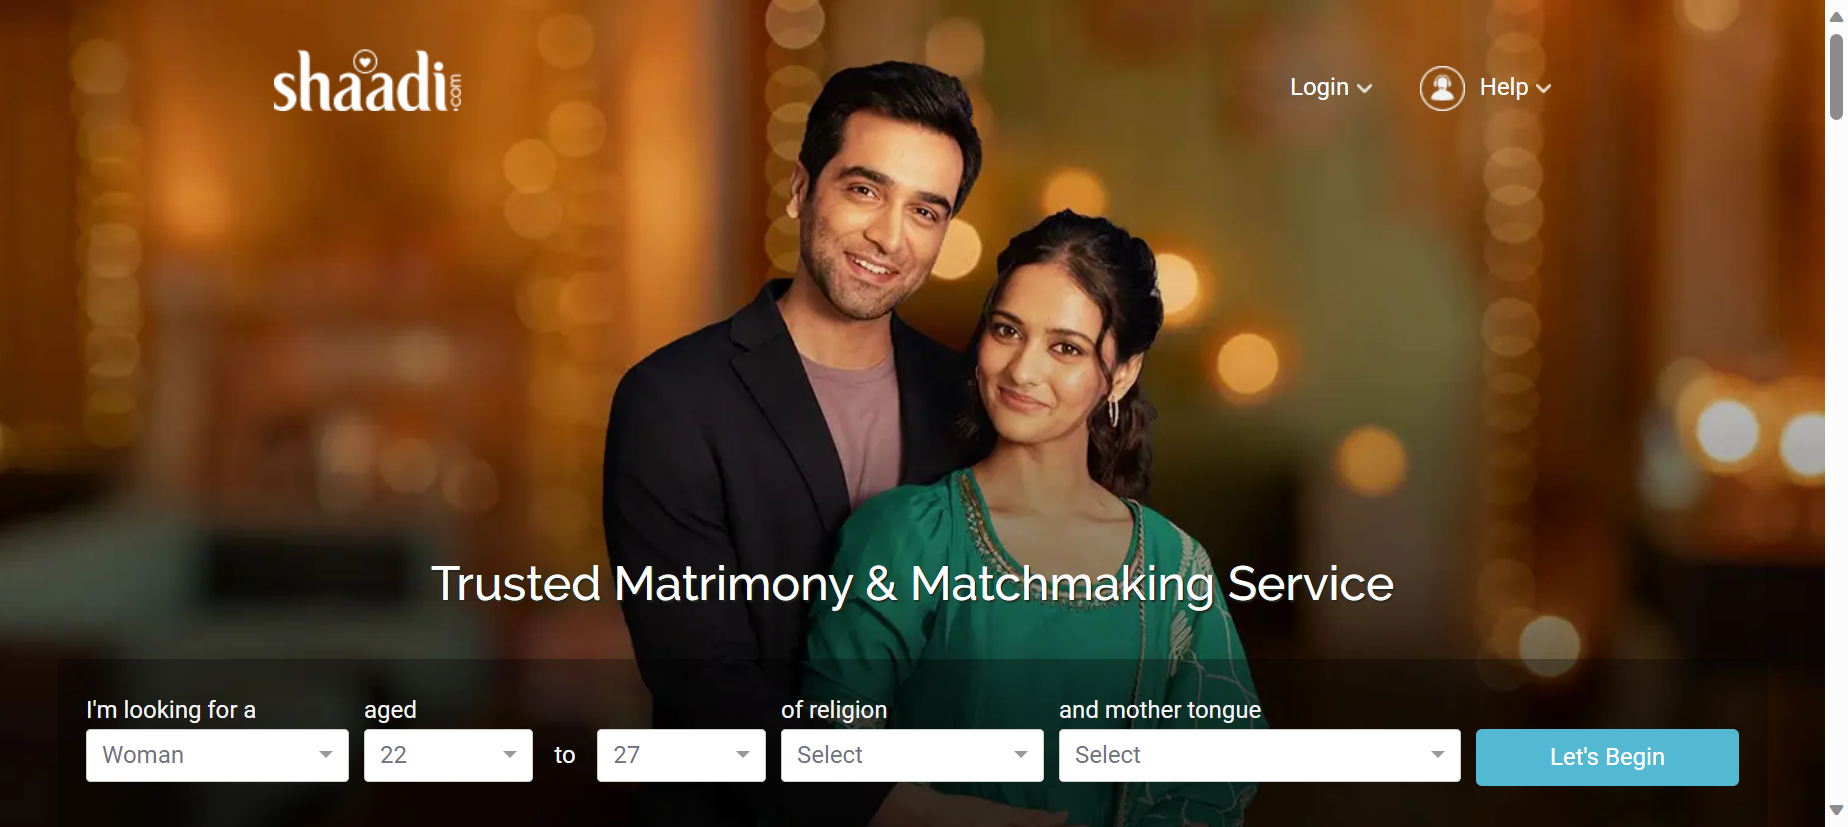 shaadi.com
Login
Help
Trusted Matrimony & Matchmaking Service
I'm looking for a
aged
of religion
and mother tongue
Woman
22
to
27
Select
Select
Let's Begin